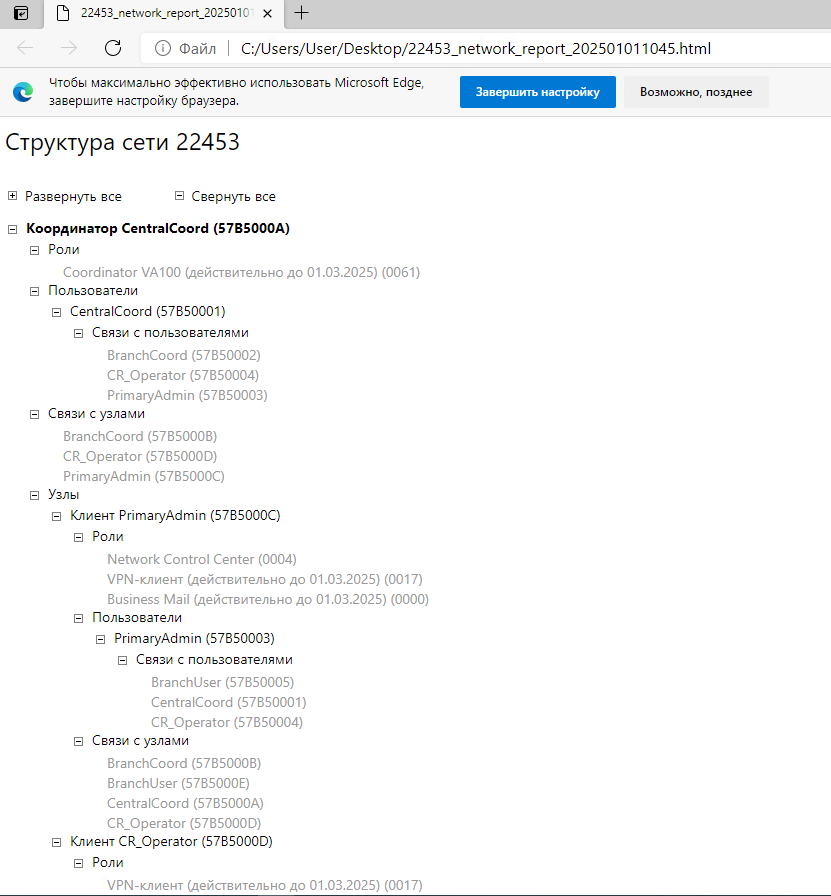 22453_network_report_20250101
Файл
C:/Users/User/Desktop/22453_network_report_202501011045.html
Чтобы максимально эффективно использовать Microsoft Edge,
завершите настройку браузера.
Завершить настройку
Возможно, позднее
Структура сети 22453
Развернуть все
Свернуть все
Координатор CentralCoord (57B5000A)
Роли
Coordinator VA100 (действительно до 01.03.2025) (0061)
Пользователи
CentralCoord (57B50001)
Связи с пользователями
BranchCoord (57B50002)
CR_Operator (57B50004)
PrimaryAdmin (57B50003)
Связи с узлами
BranchCoord (57B5000B)
CR_Operator (57B5000D)
PrimaryAdmin (57B5000C)
Узлы
Клиент PrimaryAdmin (57B5000C)
Роли
Network Control Center (0004)
VPN-клиент (действительно до 01.03.2025) (0017)
Business Mail (действительно до 01.03.2025) (0000)
Пользователи
PrimaryAdmin (57B50003)
Связи с пользователями
BranchUser (57B50005)
CentralCoord (57B50001)
CR_Operator (57B50004)
Связи с узлами
BranchCoord (57B5000B)
BranchUser (57B5000E)
CentralCoord (57B5000A)
CR_Operator (57B5000D)
Клиент CR_Operator (57B5000D)
Роли
VPN-клиент (действительно до 01.03.2025) (0017)